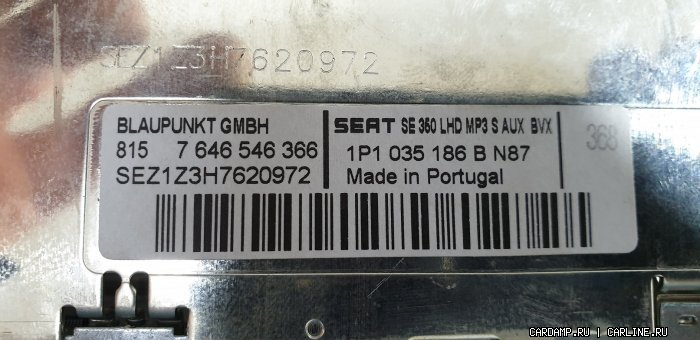 SEZ1Z3H7620972
BLAUPUNKT GMBH
815 7 646 546 366
SEZ1Z3H7620972
SEAT SE 350 LHD MP3 S AUX BVX
1P1 035 186 B N87
Made in Portugal
368
CARDAMP.RU | CARLINE.RU